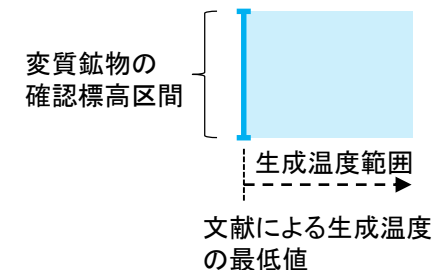 変質鉱物の
確認標高区間
生成温度範囲
文献による生成温度
の最低値